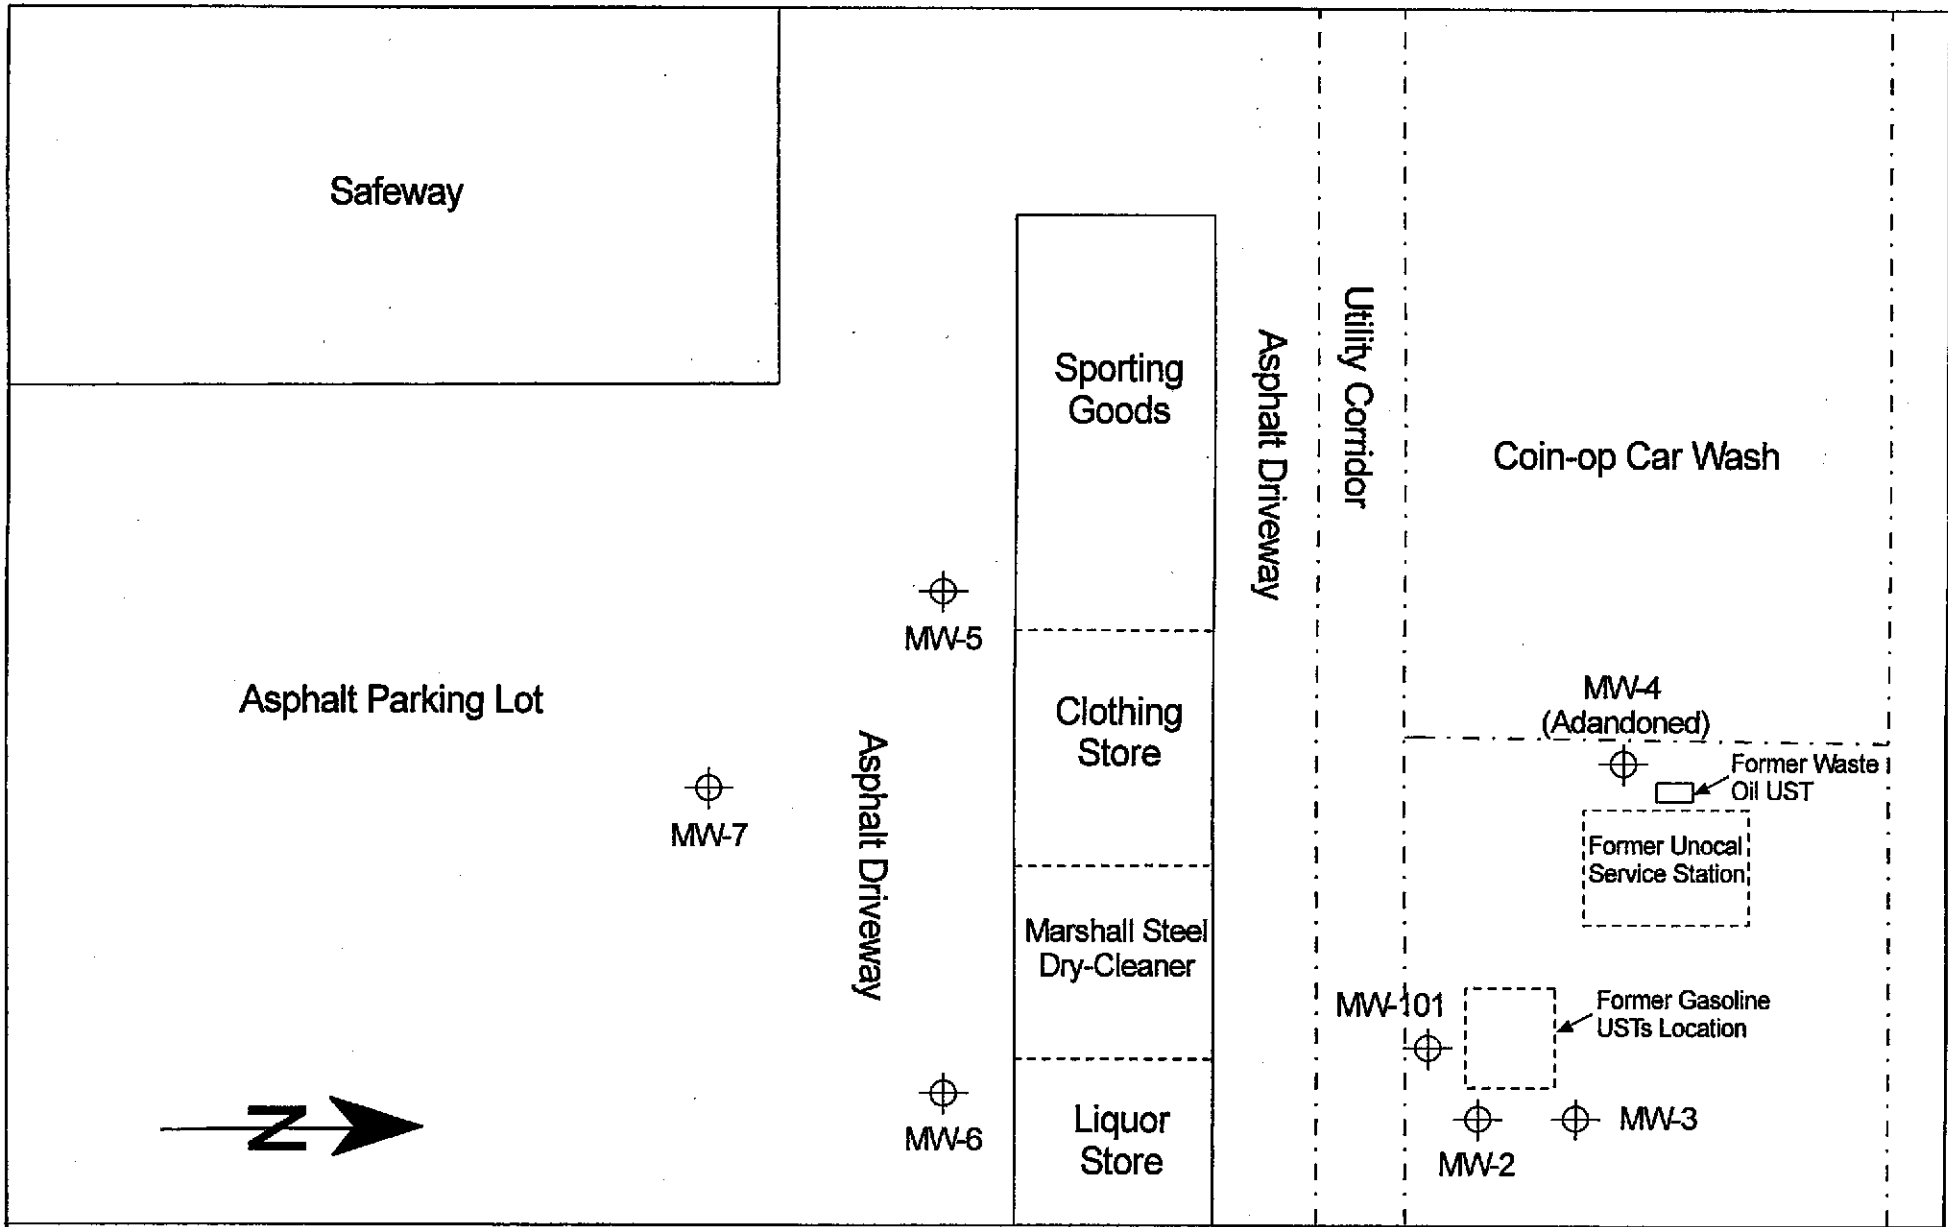 Safeway
Sporting
Goods
Asphalt Driveway
Utility Corridor
Coin-op Car Wash
MW-5
Asphalt Parking Lot
Clothing
Store
MW-4
(Adandoned)
Former Waste
Oil UST
MW-7
Asphalt Driveway
Former Unocal
Service Station
Marshall Steel
Dry-Cleaner
MW-101
Former Gasoline
USTs Location
N
MW-6
Liquor
Store
MW-2
MW-3